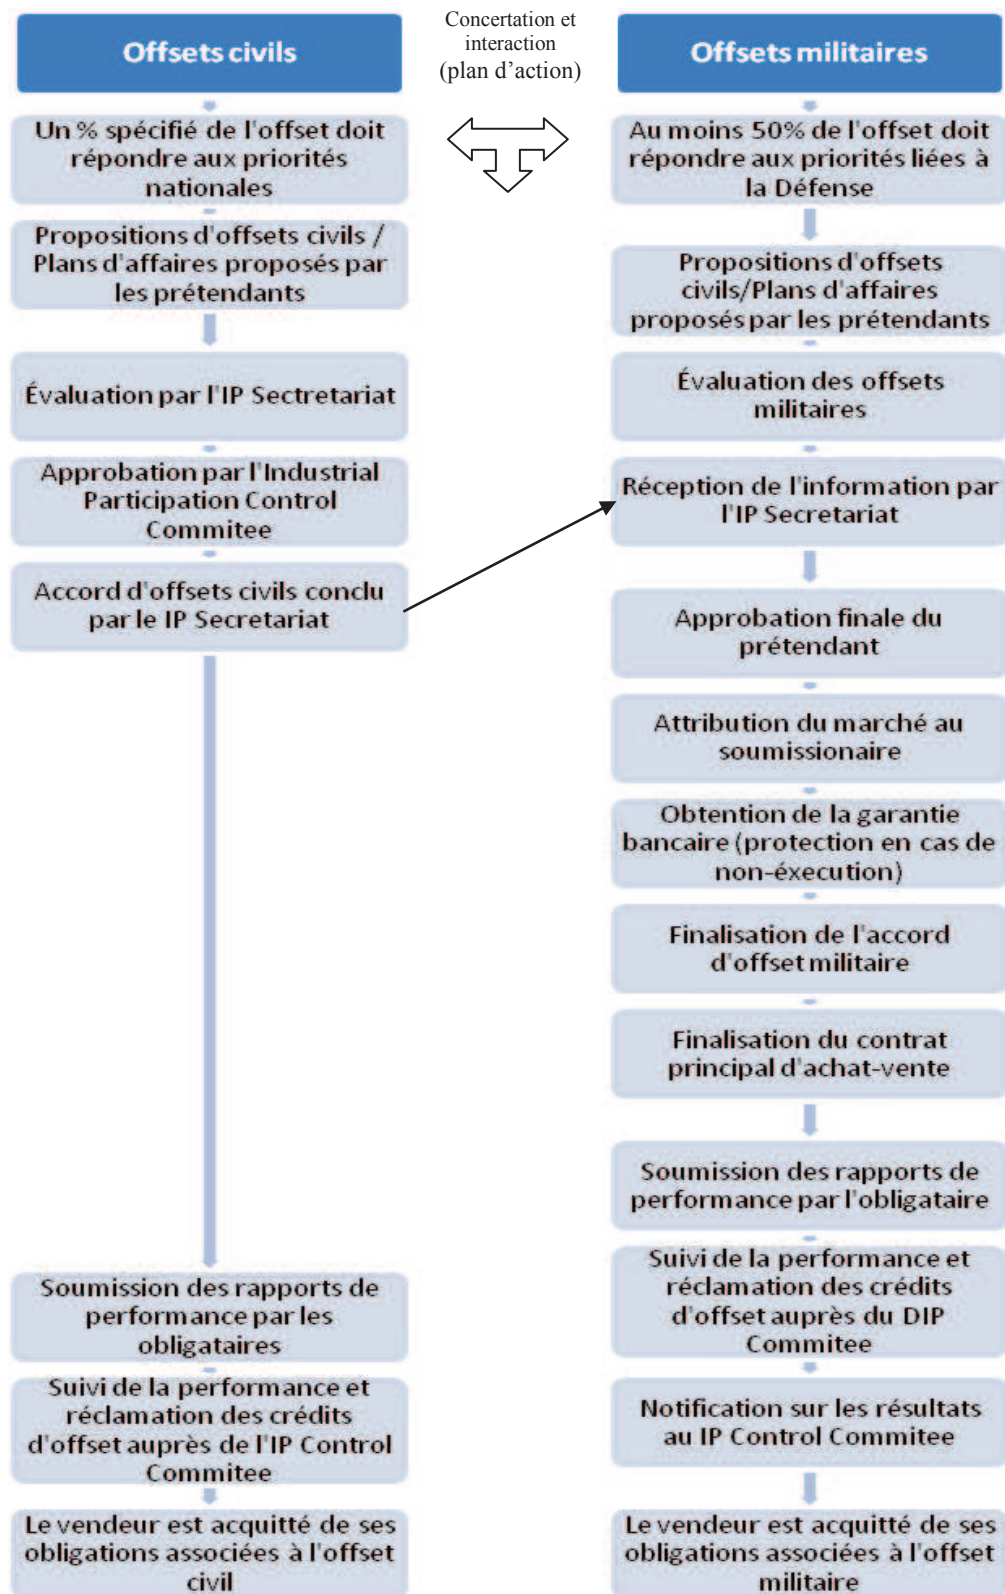 Offsets civils
Un % spécifié de l'offset doit
répondre aux priorités
nationales
Propositions d'offsets civils /
Plans d'affaires proposés par
les prétendants
Évaluation par l'IP Sectretariat
Approbation par l'Industrial
Participation Control
Commitee
Accord d'offsets civils conclu
par le IP Secretariat
Soumission des rapports de
performance par les
obligataires
Suivi de la performance et
réclamation des crédits
d'offset auprès de l'IP Control
Commitee
Le vendeur est acquitté de ses
obligations associées à l'offset
civil
Concertation et
interaction
(plan d'action)
Offsets militaires
Au moins 50% de l'offset doit
répondre aux priorités liées à
la Défense
Propositions d'offsets
civils/Plans d'affaires
proposés par les prétendants
Évaluation des offsets
militaires
Réception de l'information par
l'IP Secretariat
Approbation finale du
prétendant
Attribution du marché au
soumissionaire
Obtention de la garantie
bancaire (protection en cas de
non-éxecution)
Finalisation de l'accord
d'offset militaire
Finalisation du contrat
principal d'achat-vente
Soumission des rapports de
performance par l'obligataire
Suivi de la performance et
réclamation des crédits
d'offset auprès du DIP
Commitee
Notification sur les résultats
au IP Control Commitee
Le vendeur est acquitté de ses
obligations associées à l'offset
militaire